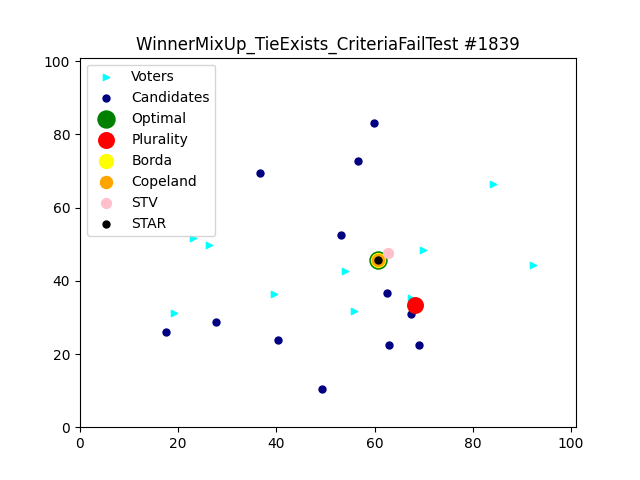 WinnerMixUp_TieExists_CriteriaFailTest #1839
100
80
60
40
20
0
Voters
Candidates
Optimal
Plurality
Borda
Copeland
STV
STAR
0 20 40 60 80 100